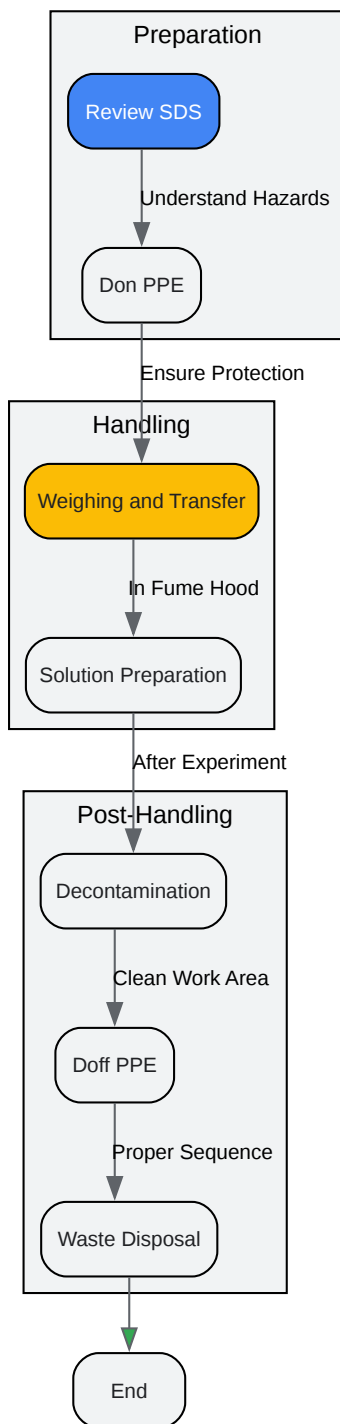 Preparation
Review SDS
Understand Hazards
Don PPE
Ensure Protection
Handling
Weighing and Transfer
In Fume Hood
Solution Preparation
After Experiment
Post-Handling
Decontamination
Clean Work Area
Doff PPE
Proper Sequence
Waste Disposal
End